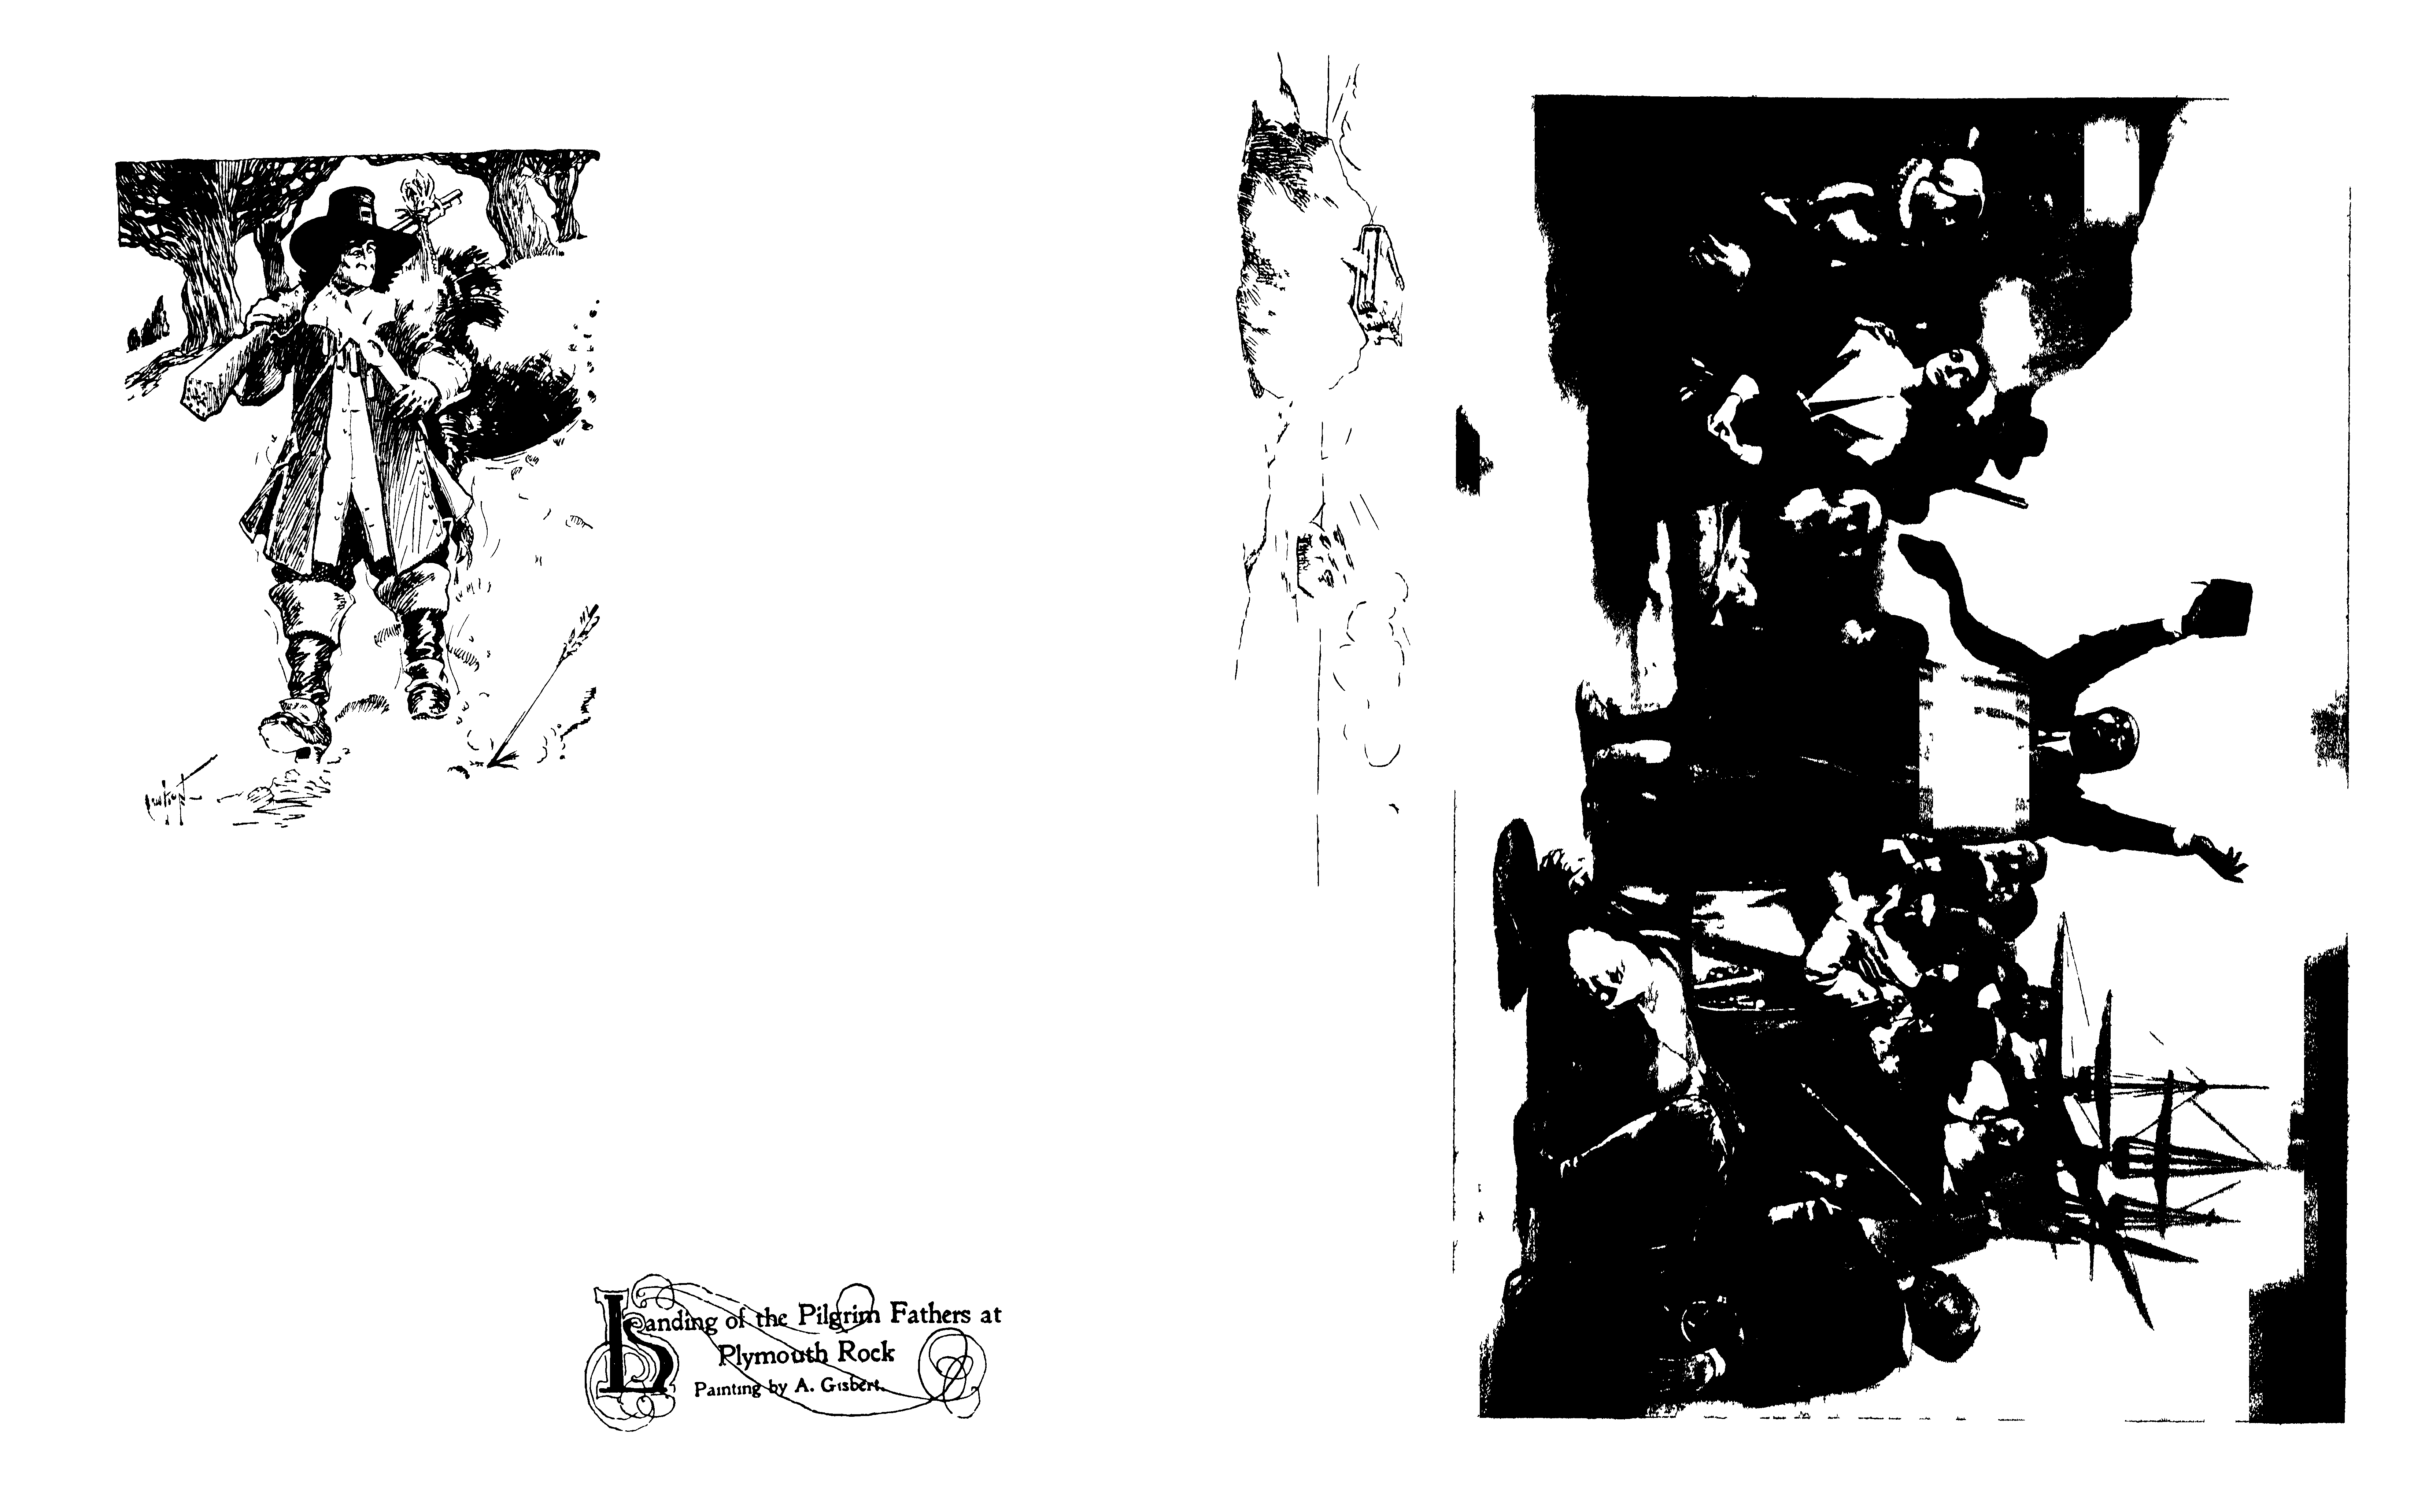 Landing of the Pilgrim Fathers at
Plymouth Rock
Painting by A. Gisbert.